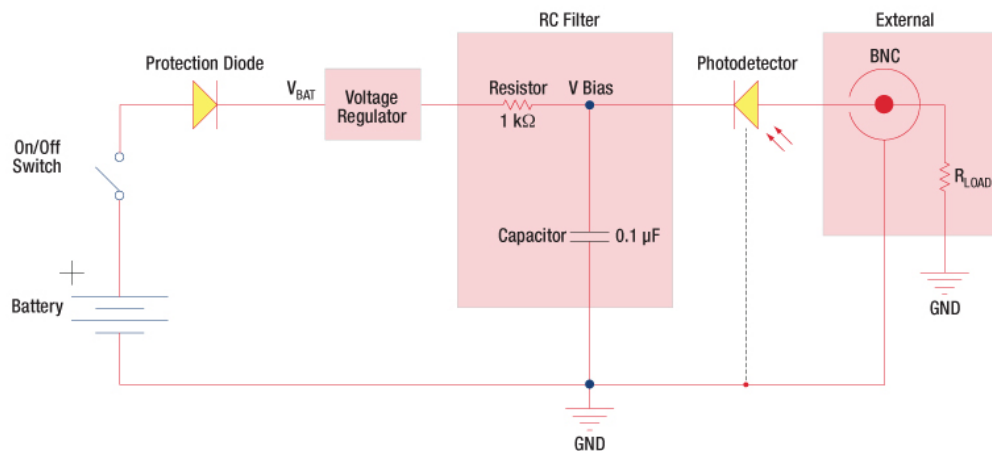 RC Filter
External
Protection Diode
Photodetector
BNC
V_BAT
Voltage
Regulator
Resistor
1 kΩ
V Bias
On/Off
Switch
R_LOAD
Capacitor
0.1 µF
+
Battery
GND
GND